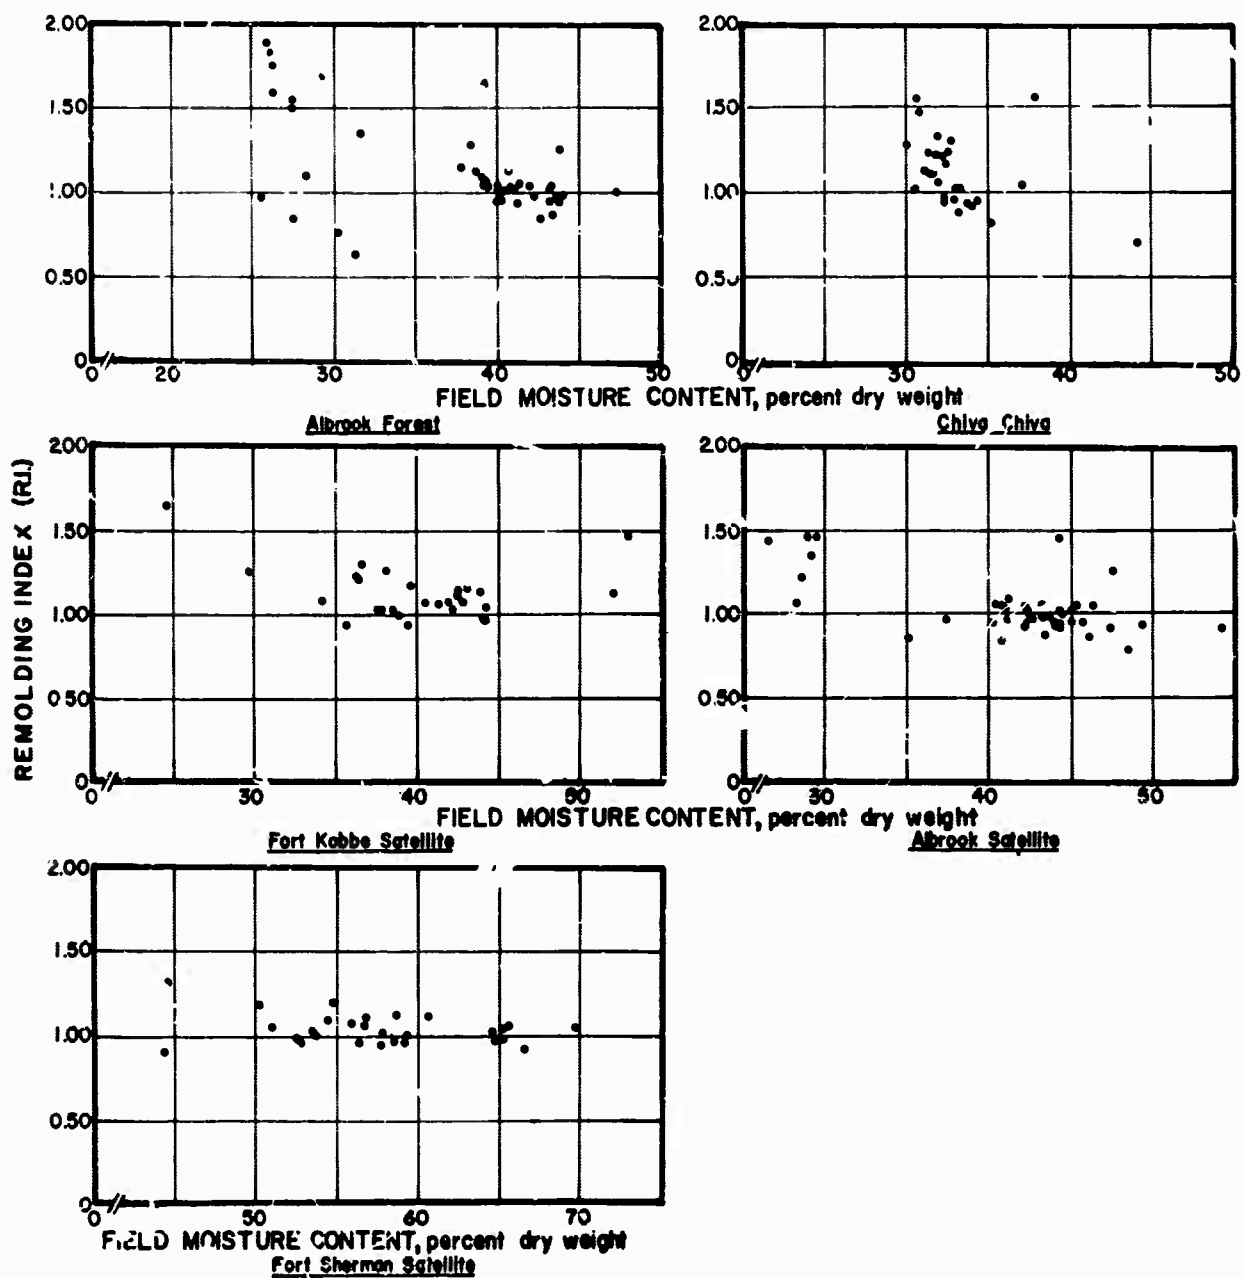 2.00
1.50
1.00
0.50
0
0 20 30 40 50
2.00
1.50
1.00
0.50
0
0 30 40 50
FIELD MOISTURE CONTENT, percent dry weight
Albrook Forest
Chiva Chiva
REMOLDING INDEX (R.I.)
2.00
1.50
1.00
0.50
0
0 30 40 50
2.00
1.50
1.00
0.50
0
0 30 40 50
FIELD MOISTURE CONTENT, percent dry weight
Fort Kobbe Satellite
Albrook Satellite
2.00
1.50
1.00
0.50
0
0 50 60 70
FIELD MOISTURE CONTENT, percent dry weight
Fort Sherman Satellite